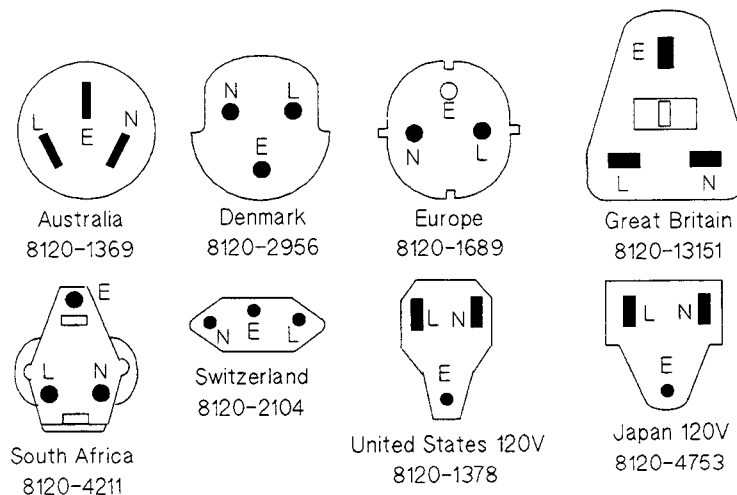 L E N
Australia
8120-1369
N L
E
Denmark
8120-2956
E
N L
Europe
8120-1689
E
L N
Great Britain
8120-13151
E
L N
South Africa
8120-4211
N E L
Switzerland
8120-2104
L N
E
United States 120V
8120-1378
L N
E
Japan 120V
8120-4753